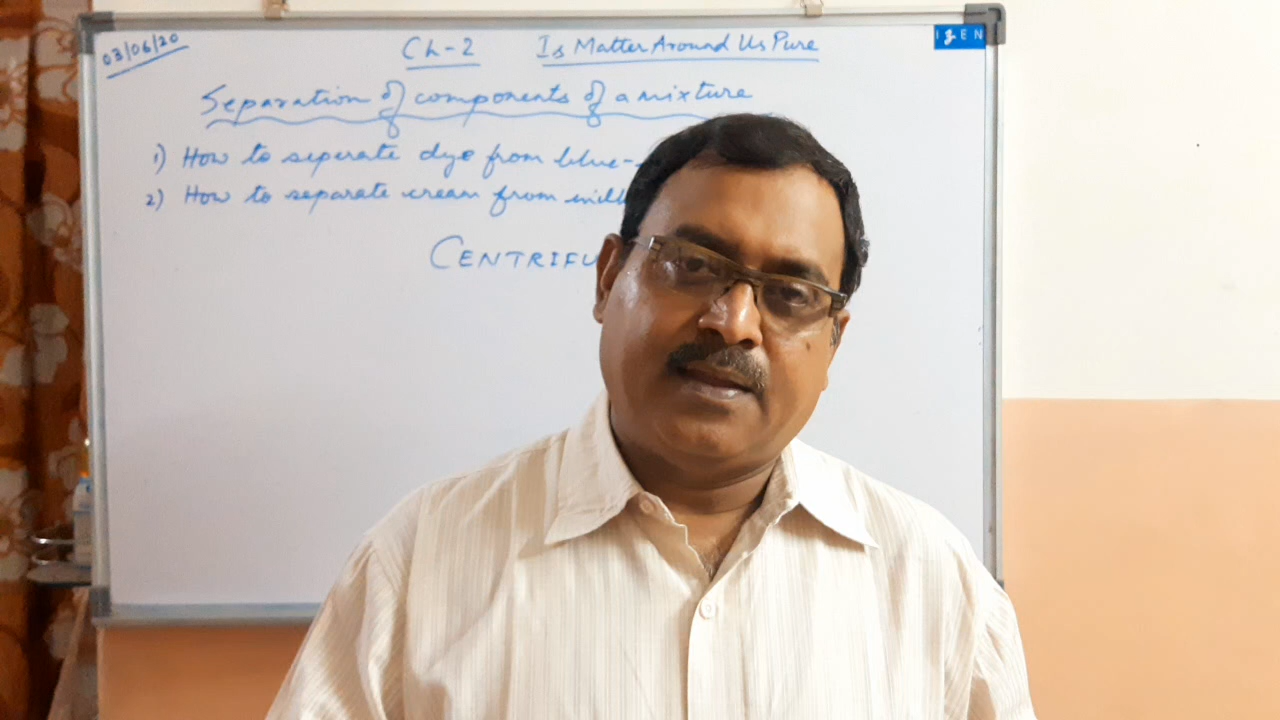 03/06/20
Ch-2 Is Matter Around Us Pure
Separation of components of a mixture
1) How to seperate dye from blue-
2) How to separate cream from milk
CENTRIFU